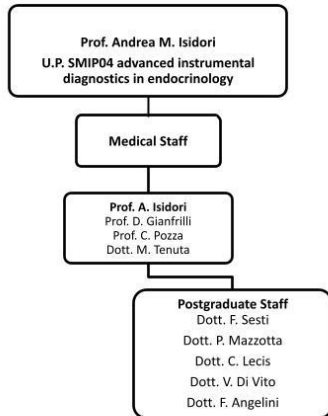 Prof. Andrea M. Isidori
U.P. SMIP04 advanced instrumental
diagnostics in endocrinology
Medical Staff
Prof. A. Isidori
Prof. D. Gianfrilli
Prof. C. Pozza
Dott. M. Tenuta
Postgraduate Staff
Dott. F. Sesti
Dott. P. Mazzotta
Dott. C. Lecis
Dott. V. Di Vito
Dott. F. Angelini